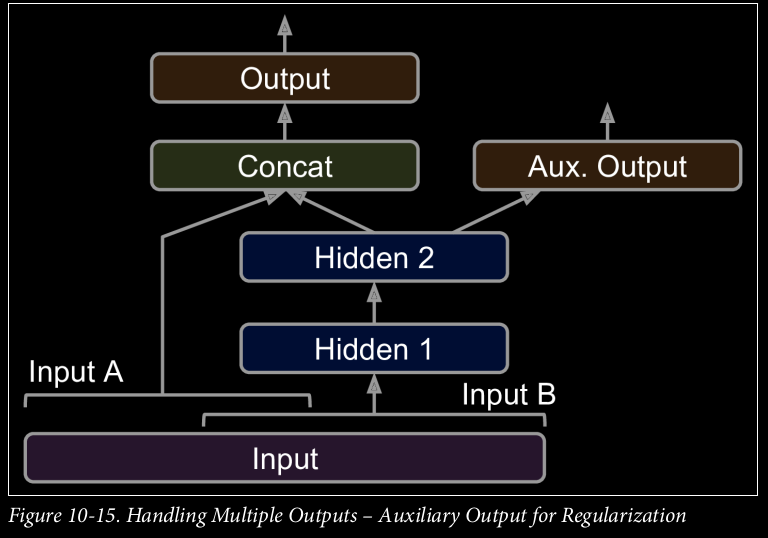 Output
Concat
Aux. Output
Hidden 2
Hidden 1
Input A
Input B
Input
Figure 10-15. Handling Multiple Outputs – Auxiliary Output for Regularization